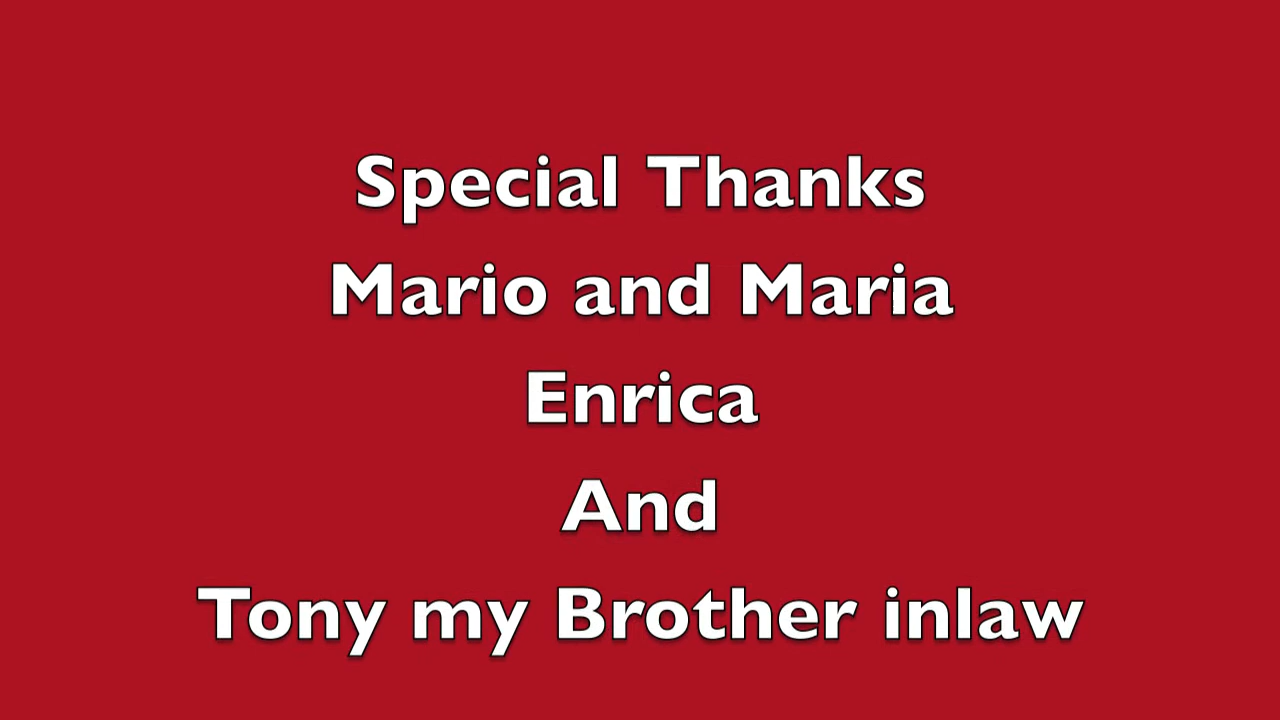 Special Thanks
Mario and Maria
Enrica
And
Tony my Brother inlaw